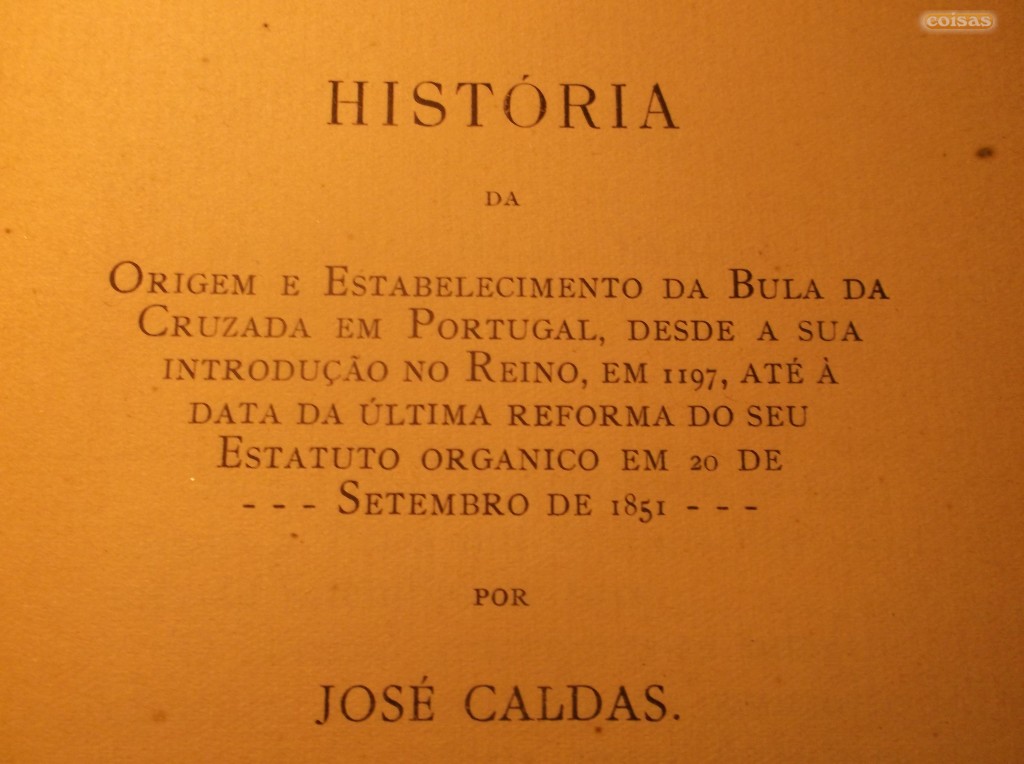 coisas
HISTÓRIA
DA
ORIGEM E ESTABELECIMENTO DA BULA DA
CRUZADA EM PORTUGAL, DESDE A SUA
INTRODUÇÃO NO REINO, EM 1197, ATÉ À
DATA DA ÚLTIMA REFORMA DO SEU
ESTATUTO ORGANICO EM 20 DE
- - - SETEMBRO DE 1851 - - -
POR
JOSÉ CALDAS.